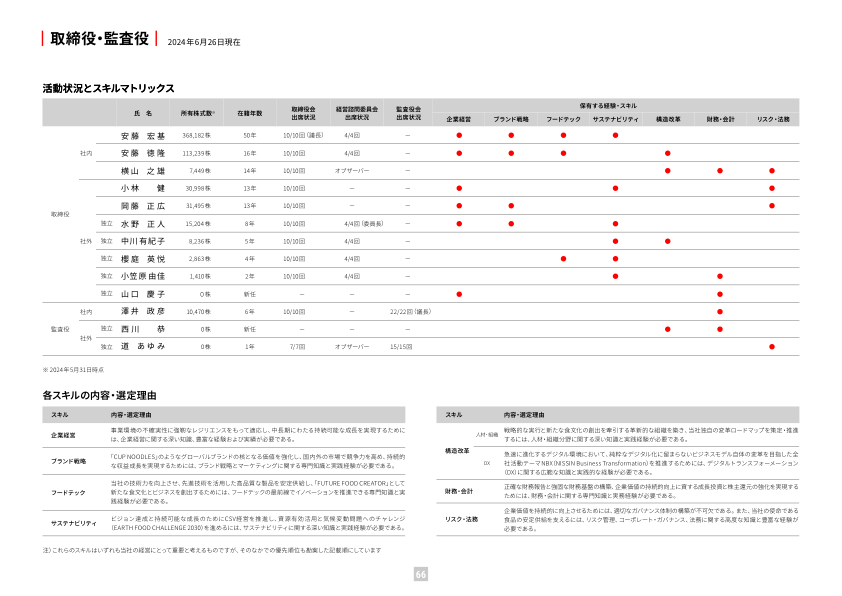 取締役・監査役 2024年6月26日現在
活動状況とスキルマトリックス
氏 名 所有株式数※ 在籍年数 取締役会出席状況 経営諮問委員会出席状況 監査役会出席状況 保有する経験・スキル
企業経営 ブランド戦略 フードテック サステナビリティ 構造改革 財務・会計 リスク・法務
取締役 社内 安藤 宏基 368,182株 50年 10/10回（議長） 4/4回 － ● ● ● ●
安藤 徳隆 113,239株 16年 10/10回 4/4回 － ● ● ● ●
横山 之雄 7,449株 14年 10/10回 オブザーバー － ● ● ●
社外 小林 健 30,998株 13年 10/10回 － － ● ● ●
岡藤 正広 31,495株 13年 10/10回 － － ● ● ●
独立 水野 正人 15,204株 8年 10/10回 4/4回（委員長） － ● ● ●
独立 中川有紀子 8,236株 5年 10/10回 4/4回 － ● ●
独立 櫻庭 英悦 2,863株 4年 10/10回 4/4回 － ● ●
独立 小笠原由佳 1,410株 2年 10/10回 4/4回 － ● ●
独立 山口 慶子 0株 新任 － － － ● ●
監査役 社内 澤井 政彦 10,470株 6年 10/10回 － 22/22回（議長） ●
社外 独立 西川 恭 0株 新任 － － － ● ●
独立 道 あゆみ 0株 1年 7/7回 オブザーバー 15/15回 ●
※ 2024年5月31日時点
各スキルの内容・選定理由
スキル 内容・選定理由
企業経営 事業環境の不確実性に強靭なレジリエンスをもって適応し、中長期にわたる持続可能な成長を実現するために
は、企業経営に関する深い知識、豊富な経験および実績が必要である。
ブランド戦略 「CUP NOODLES」のようなグローバルブランドの核となる価値を強化し、国内外の市場で競争力を高め、持続的
な収益成長を実現するためには、ブランド戦略とマーケティングに関する専門知識と実践経験が必要である。
フードテック 当社の技術力を向上させ、先進技術を活用した高品質な製品を安定供給し、「FUTURE FOOD CREATOR」として
新たな食文化とビジネスを創出するためには、フードテックの最前線でイノベーションを推進できる専門知識と実
践経験が必要である。
サステナビリティ ビジョン達成と持続可能な成長のためにCSV経営を推進し、資源有効活用と気候変動問題へのチャレンジ
（EARTH FOOD CHALLENGE 2030）を進めるには、サステナビリティに関する深い知識と実践経験が必要である。
スキル 内容・選定理由
構造改革 人材・組織 戦略的な実行と新たな食文化の創出を牽引する革新的な組織を築き、当社独自の変革ロードマップを策定・推進
するには、人材・組織分野に関する深い知識と実践経験が必要である。
DX 急速に進化するデジタル環境において、純粋なデジタル化に留まらないビジネスモデル自体の変革を目指した全
社活動テーマNBX（NISSIN Business Transformation）を推進するためには、デジタルトランスフォーメーション
（DX）に関する広範な知識と実践的な経験が必要である。
財務・会計 正確な財務報告と強固な財務基盤の構築、企業価値の持続的向上に資する成長投資と株主還元の強化を実現する
ためには、財務・会計に関する専門知識と実務経験が必要である。
リスク・法務 企業価値を持続的に向上させるためには、適切なガバナンス体制の構築が不可欠である。また、当社の使命である
食品の安定供給を支えるには、リスク管理、コーポレート・ガバナンス、法務に関する高度な知識と豊富な経験が
必要である。
注）これらのスキルはいずれも当社の経営にとって重要と考えるものですが、そのなかでの優先順位も勘案した記載順にしています
66